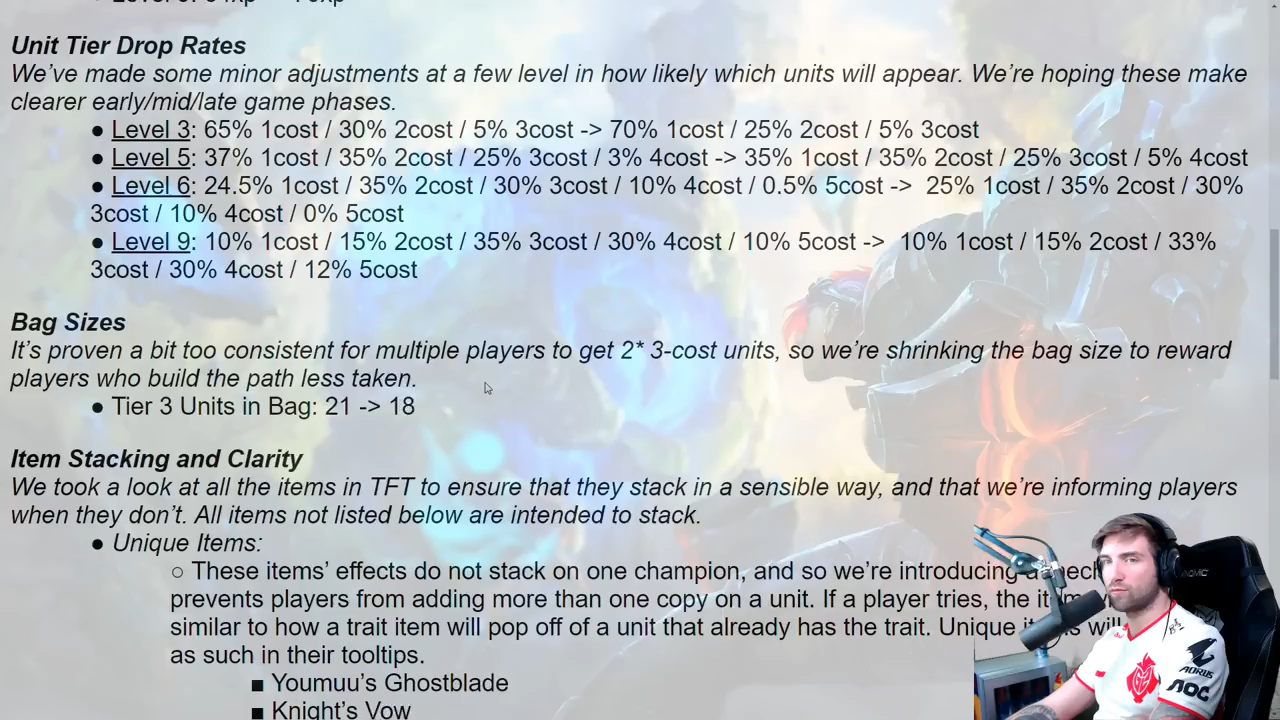 Unit Tier Drop Rates
We've made some minor adjustments at a few level in how likely which units will appear. We're hoping these make
clearer early/mid/late game phases.
● Level 3: 65% 1cost / 30% 2cost / 5% 3cost -> 70% 1cost / 25% 2cost / 5% 3cost
● Level 5: 37% 1cost / 35% 2cost / 25% 3cost / 3% 4cost -> 35% 1cost / 35% 2cost / 25% 3cost / 5% 4cost
● Level 6: 24.5% 1cost / 35% 2cost / 30% 3cost / 10% 4cost / 0.5% 5cost -> 25% 1cost / 35% 2cost / 30%
3cost / 10% 4cost / 0% 5cost
● Level 9: 10% 1cost / 15% 2cost / 35% 3cost / 30% 4cost / 10% 5cost -> 10% 1cost / 15% 2cost / 33%
3cost / 30% 4cost / 12% 5cost
Bag Sizes
It's proven a bit too consistent for multiple players to get 2* 3-cost units, so we're shrinking the bag size to reward
players who build the path less taken.
● Tier 3 Units in Bag: 21 -> 18
Item Stacking and Clarity
We took a look at all the items in TFT to ensure that they stack in a sensible way, and that we're informing players
when they don't. All items not listed below are intended to stack.
● Unique Items:
○ These items' effects do not stack on one champion, and so we're introducing a
prevents players from adding more than one copy on a unit. If a player tries, the
similar to how a trait item will pop off of a unit that already has the trait. Unique
as such in their tooltips.
■ Youmuu's Ghostblade
■ Knight's Vow
AORUS
AOC